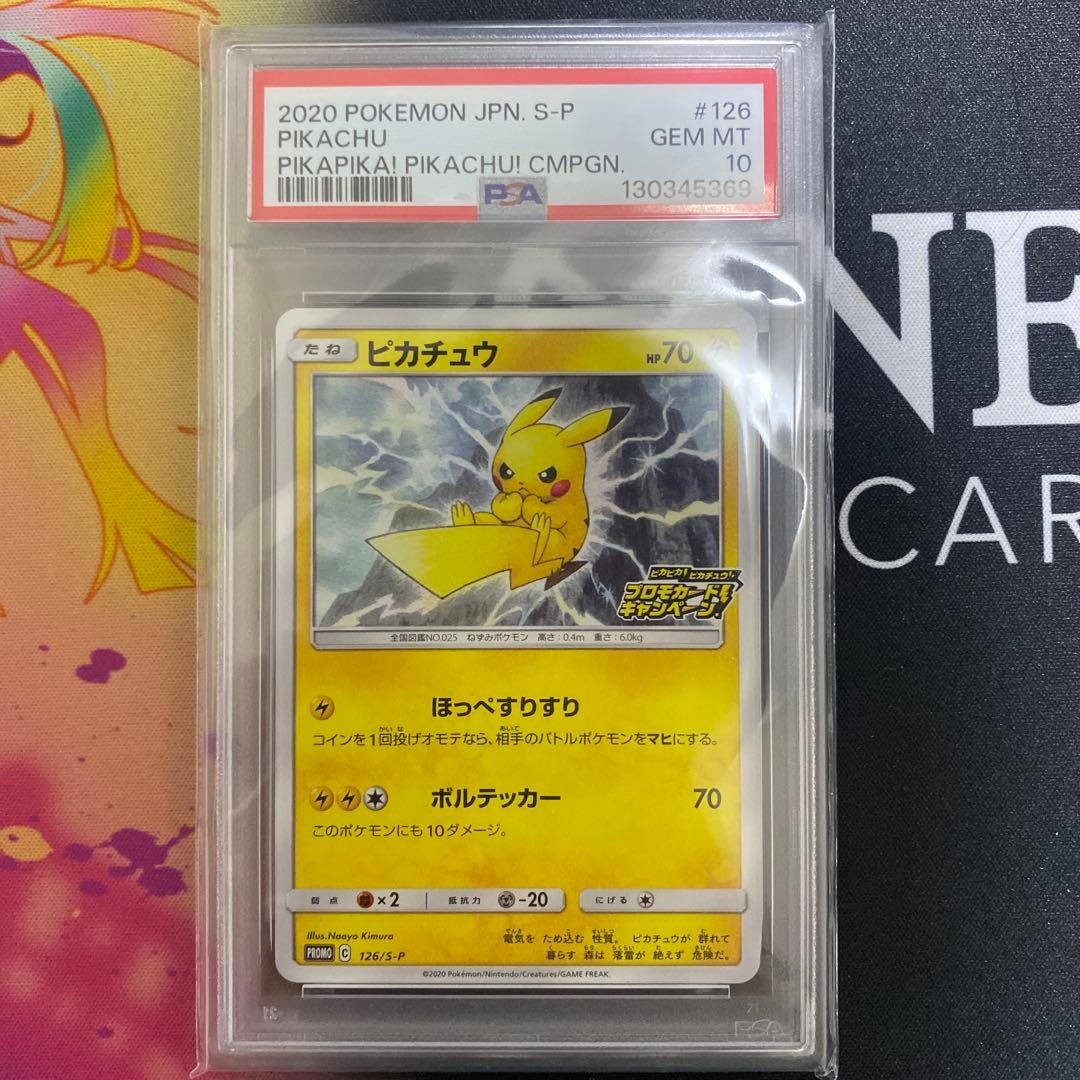 2020 POKEMON JPN. S-P #126
PIKACHU GEM MT
PIKAPIKA! PIKACHU! CMPGN. 10
PSA 130345369
NE
CAR
たね ピカチュウ HP70
ピカピカ!ピカチュウ!
プロモカード
キャンペーン!
全国図鑑NO.025 ねずみポケモン 高さ:0.4m 重さ:6.0kg
ほっぺすりすり
コインを1回投げオモテなら、相手のバトルポケモンをマヒにする。
ボルテッカー 70
このポケモンにも10ダメージ。
弱点 ×2 抵抗力 -20 にげる
Illus.Naoyo Kimura
電気を ため込む 性質。 ピカチュウが 群れて
暮らす 森は 落雷が 絶えず 危険だ。
PROMO C 126/S-P
©2020 Pokémon/Nintendo/Creatures/GAME FREAK.
PSA